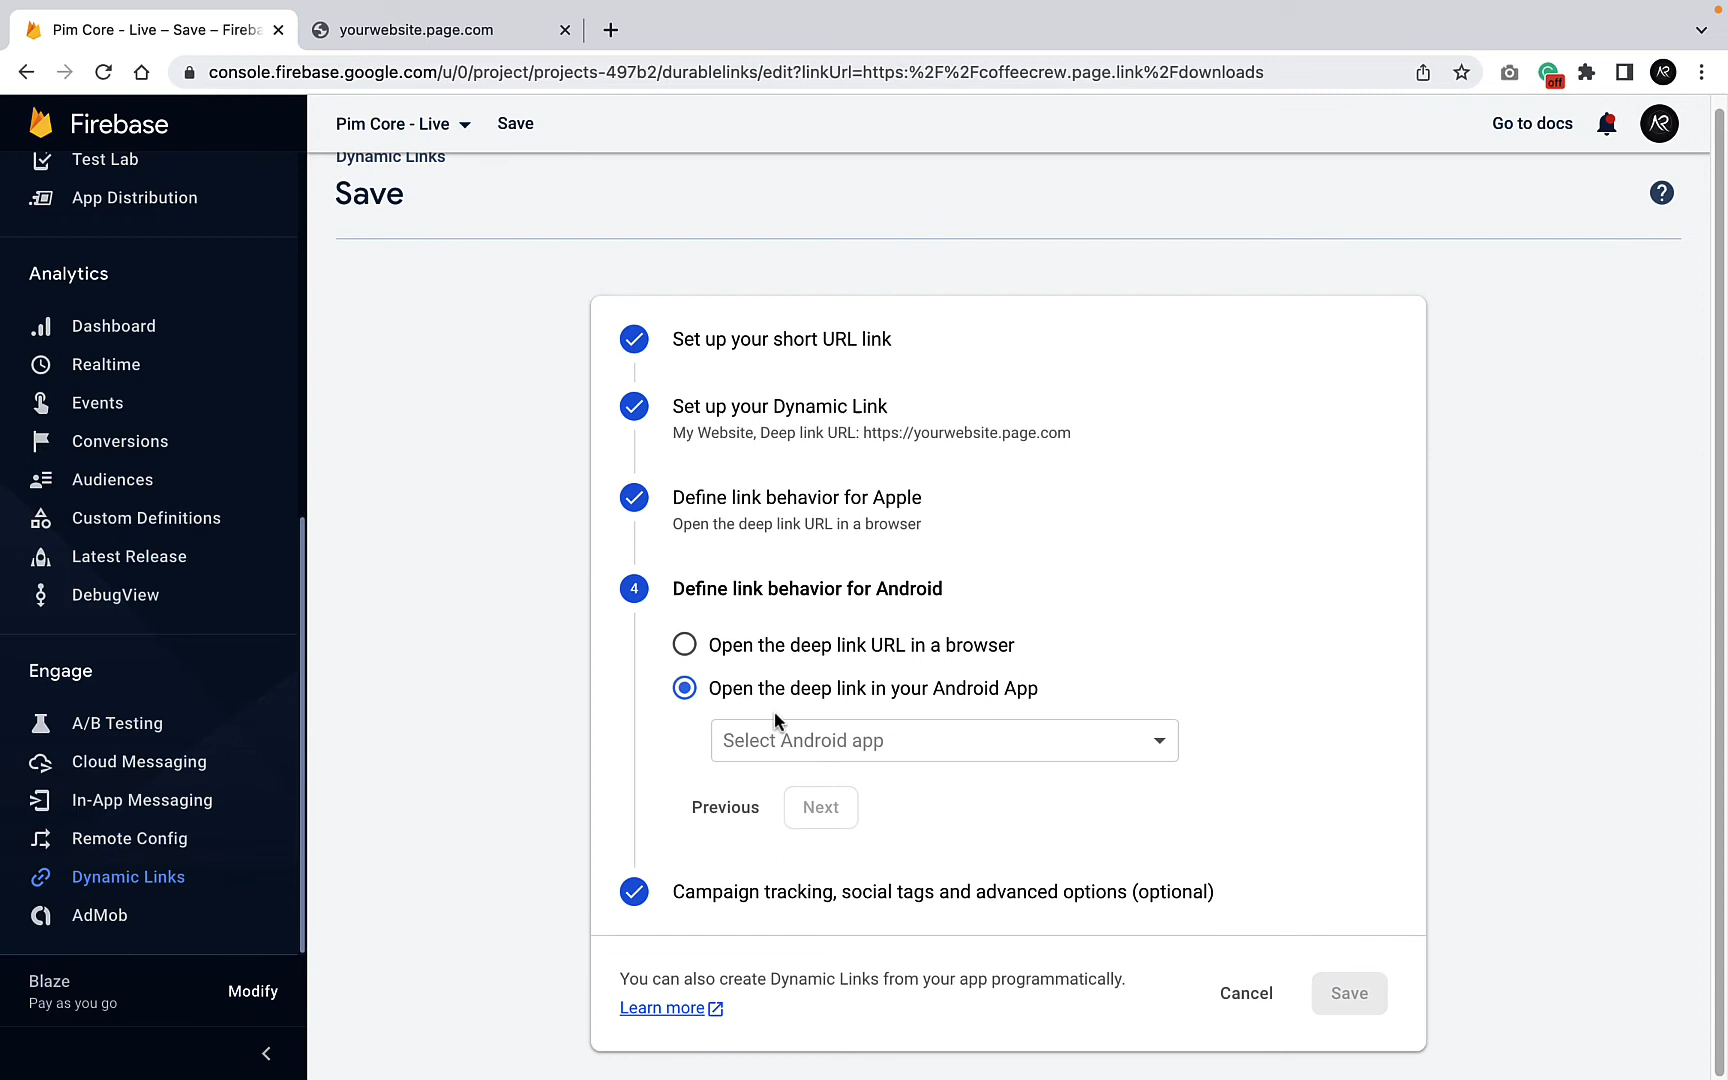 Pim Core - Live – Save – Fireba
yourwebsite.page.com
console.firebase.google.com/u/0/project/projects-497b2/durablelinks/edit?linkUrl=https:%2F%2Fcoffeecrew.page.link%2Fdownloads
off
Firebase
Pim Core - Live
Save
Go to docs
Test Lab
App Distribution
Analytics
Dashboard
Realtime
Events
Conversions
Audiences
Custom Definitions
Latest Release
DebugView
Engage
A/B Testing
Cloud Messaging
In-App Messaging
Remote Config
Dynamic Links
AdMob
Blaze
Pay as you go
Modify
Dynamic Links
Save
Set up your short URL link
Set up your Dynamic Link
My Website, Deep link URL: https://yourwebsite.page.com
Define link behavior for Apple
Open the deep link URL in a browser
4
Define link behavior for Android
Open the deep link URL in a browser
Open the deep link in your Android App
Select Android app
Previous
Next
Campaign tracking, social tags and advanced options (optional)
You can also create Dynamic Links from your app programmatically.
Learn more
Cancel
Save